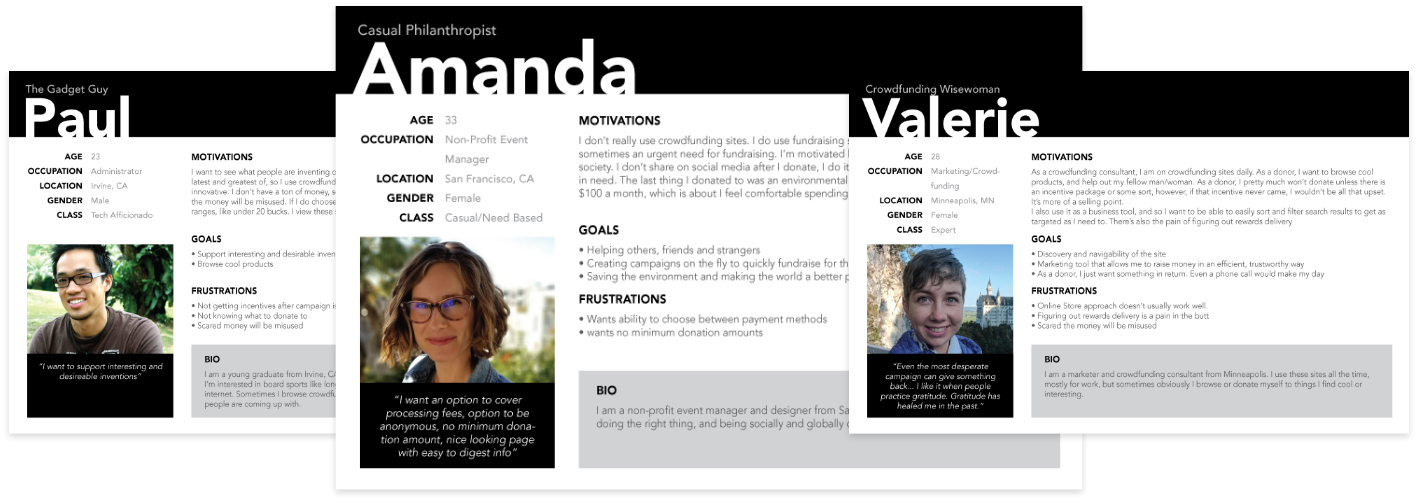 The Gadget Guy
Paul
AGE 23
OCCUPATION Administrator
LOCATION Irvine, CA
GENDER Male
CLASS Tech Aficionado
"I want to support interesting and
desireable inventions"
MOTIVATIONS
I want to see what people are inventing
latest and greatest of, so I use crowdfun
innovative. I don't have a ton of money, s
the money will be misused. If I do choose
ranges, like under 20 bucks. I view these
GOALS
• Support interesting and desirable inven
• Browse cool products
FRUSTRATIONS
• Not getting incentives after campaign i
• Not knowing what to donate to
• Scared money will be misused
BIO
I am a young graduate from Irvine, CA
I'm interested in board sports like lon
internet. Sometimes I browse crowdfu
people are coming up with.
Casual Philanthropist
Amanda
AGE 33
OCCUPATION Non-Profit Event
Manager
LOCATION San Francisco, CA
GENDER Female
CLASS Casual/Need Based
"I want an option to cover
processing fees, option to be
anonymous, no minimum dona-
tion amount, nice looking page
with easy to digest info"
MOTIVATIONS
I don't really use crowdfunding sites. I do use fundraising
sometimes an urgent need for fundraising. I'm motivated
society. I don't share on social media after I donate, I do it
in need. The last thing I donated to was an environmental
$100 a month, which is about I feel comfortable spending
GOALS
• Helping others, friends and strangers
• Creating campaigns on the fly to quickly fundraise for th
• Saving the environment and making the world a better p
FRUSTRATIONS
• Wants ability to choose between payment methods
• wants no minimum donation amounts
BIO
I am a non-profit event manager and designer from Sa
doing the right thing, and being socially and globally
Crowdfunding Wisewoman
Valerie
AGE 28
OCCUPATION Marketing/Crowd-
funding
LOCATION Minneapolis, MN
GENDER Female
CLASS Expert
"Even the most desperate
campaign can give something
back... I like it when people
practice gratitude. Gratitude has
healed me in the past."
MOTIVATIONS
As a crowdfunding consultant, I am on crowdfunding sites daily. As a donor, I want to browse cool
products, and help out my fellow man/woman. As a donor, I pretty much won't donate unless there is
an incentive package or some sort, however, if that incentive never came, I wouldn't be all that upset.
It's more of a selling point.
I also use it as a business tool, and so I want to be able to easily sort and filter search results to get as
targeted as I need to. There's also the pain of figuring out rewards delivery
GOALS
• Discovery and navigability of the site
• Marketing tool that allows me to raise money in an efficient, trustworthy way
• As a donor, I just want something in return. Even a phone call would make my day
FRUSTRATIONS
• Online Store approach doesn't usually work well.
• Figuring out rewards delivery is a pain in the butt
• Scared the money will be misused
BIO
I am a marketer and crowdfunding consultant from Minneapolis. I use these sites all the time,
mostly for work, but sometimes obviously I browse or donate myself to things I find cool or
interesting.